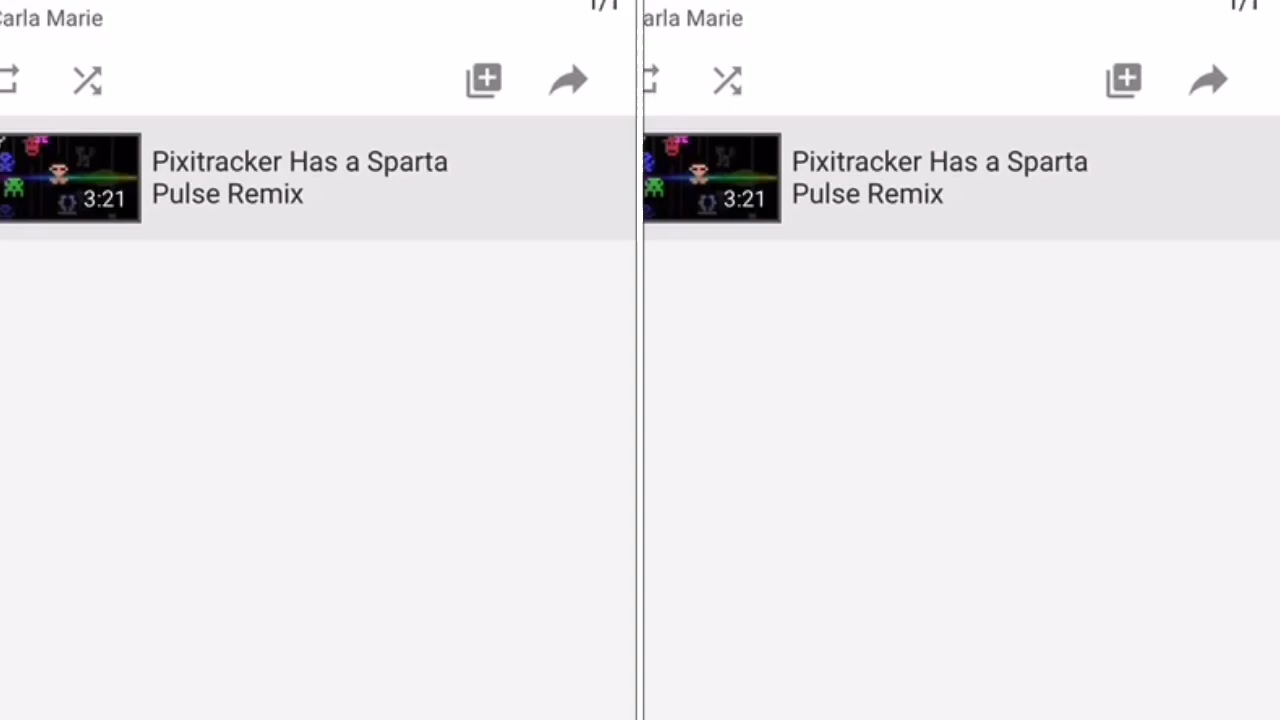 Carla Marie
1/1
Pixitracker Has a Sparta
Pulse Remix
3:21
arla Marie
1/1
Pixitracker Has a Sparta
Pulse Remix
3:21